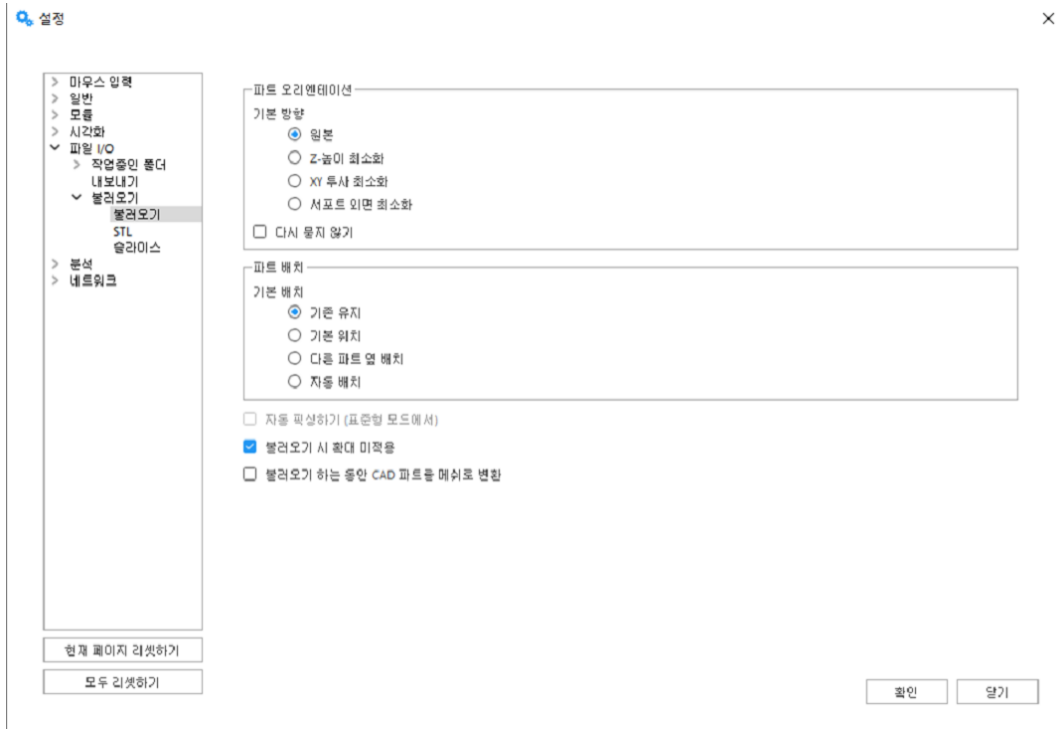 설정
마우스 입력
일반
모듈
시각화
파일 I/O
작업중인 폴더
내보내기
불러오기
불러오기
STL
슬라이스
분석
네트워크
현재 페이지 리셋하기
모두 리셋하기
파트 오리엔테이션
기본 방향
원본
Z-높이 최소화
XY 투사 최소화
서포트 외면 최소화
다시 묻지 않기
파트 배치
기본 배치
기존 유지
기본 위치
다른 파트 옆 배치
자동 배치
자동 픽싱하기 (표준형 모드에서)
불러오기 시 확대 미적용
불러오기 하는 동안 CAD 파트를 메쉬로 변환
확인
닫기